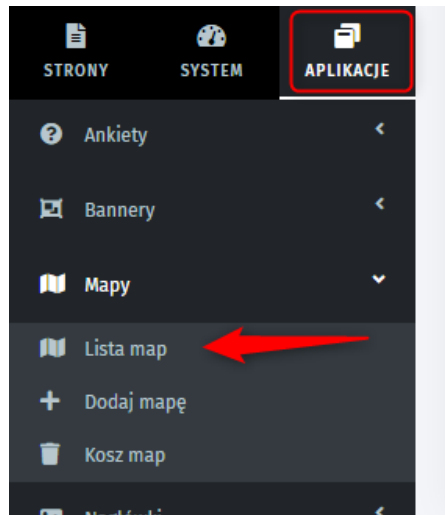 STRONY SYSTEM APLIKACJE
Ankiety
Bannery
Mapy
Lista map
Dodaj mapę
Kosz map